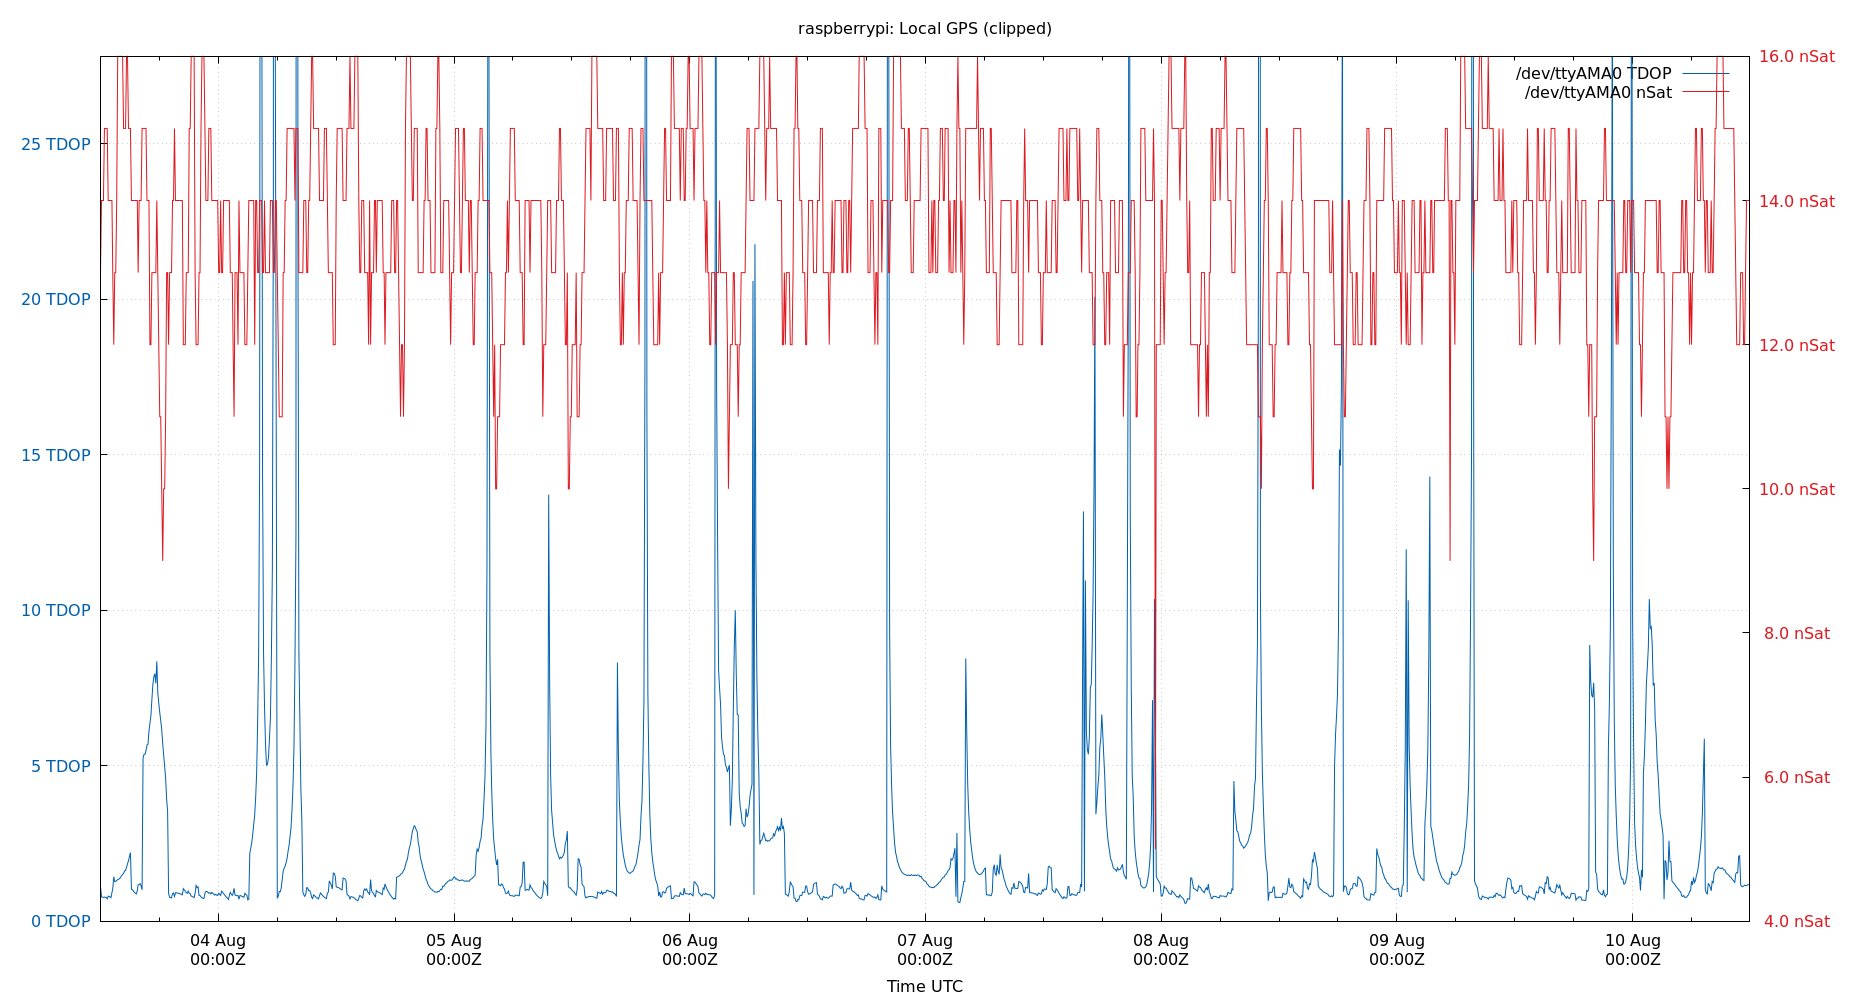 raspberrypi: Local GPS (clipped)
/dev/ttyAMA0 TDOP
/dev/ttyAMA0 nSat
25 TDOP
20 TDOP
15 TDOP
10 TDOP
5 TDOP
0 TDOP
16.0 nSat
14.0 nSat
12.0 nSat
10.0 nSat
8.0 nSat
6.0 nSat
4.0 nSat
04 Aug
00:00Z
05 Aug
00:00Z
06 Aug
00:00Z
07 Aug
00:00Z
08 Aug
00:00Z
09 Aug
00:00Z
10 Aug
00:00Z
Time UTC